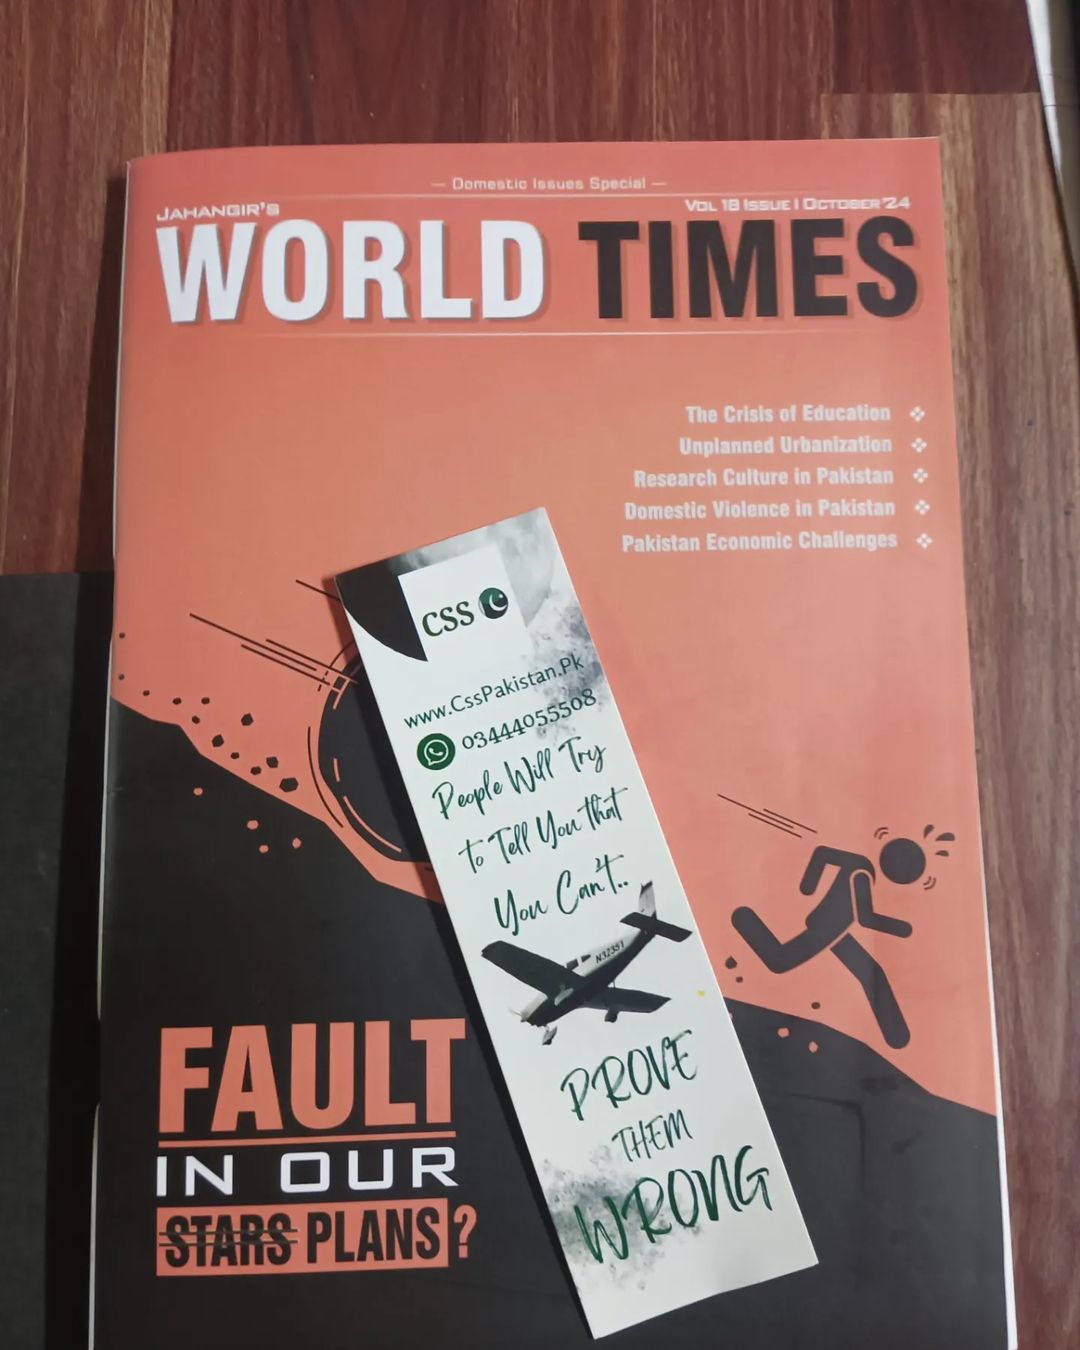 — Domestic Issues Special —
JAHANGIR'S
VOL 18 ISSUE I OCTOBER '24
WORLD TIMES
The Crisis of Education
Unplanned Urbanization
Research Culture in Pakistan
Domestic Violence in Pakistan
Pakistan Economic Challenges
CSS
www.CssPakistan.Pk
03444055508
People Will Try
to Tell You that
You Can't..
N32351
PROVE
THEM
WRONG
FAULT
IN OUR
STARS PLANS?